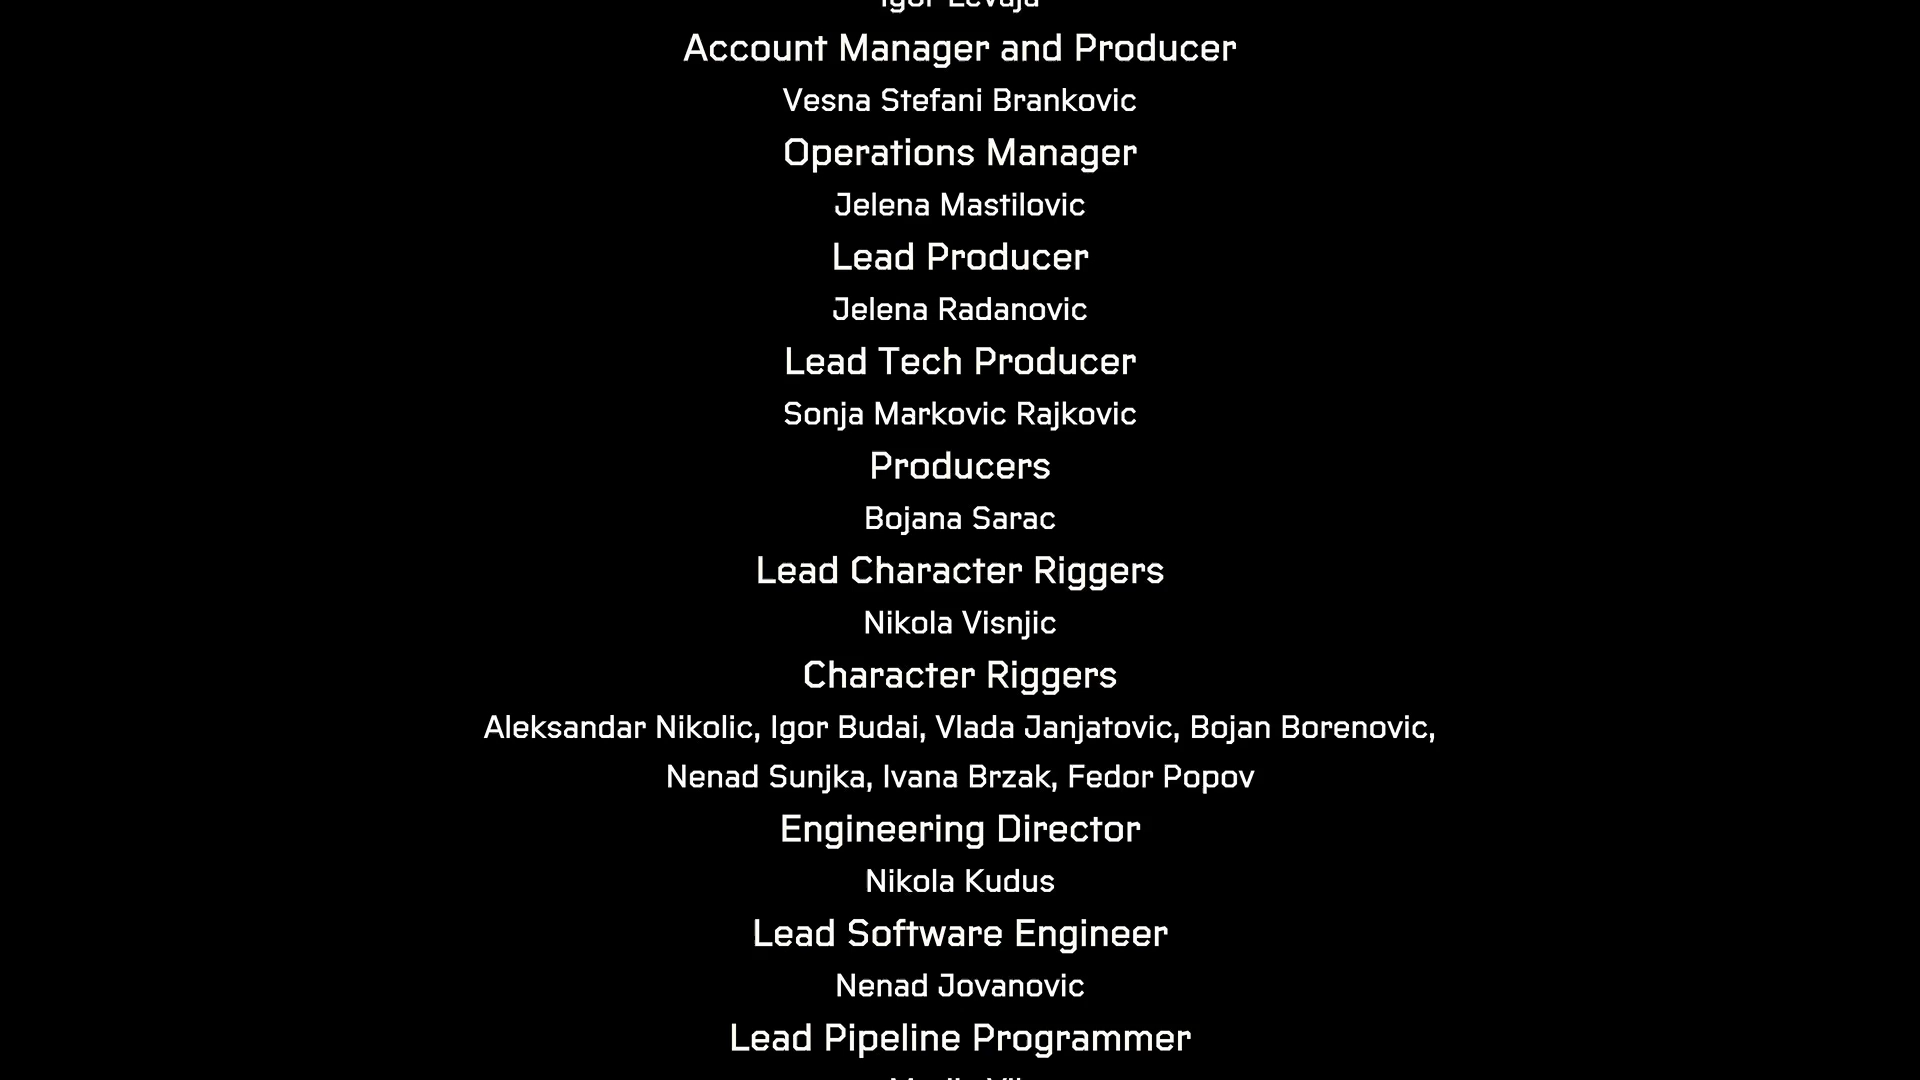 Igor Levaja
Account Manager and Producer
Vesna Stefani Brankovic
Operations Manager
Jelena Mastilovic
Lead Producer
Jelena Radanovic
Lead Tech Producer
Sonja Markovic Rajkovic
Producers
Bojana Sarac
Lead Character Riggers
Nikola Visnjic
Character Riggers
Aleksandar Nikolic, Igor Budai, Vlada Janjatovic, Bojan Borenovic,
Nenad Sunjka, Ivana Brzak, Fedor Popov
Engineering Director
Nikola Kudus
Lead Software Engineer
Nenad Jovanovic
Lead Pipeline Programmer